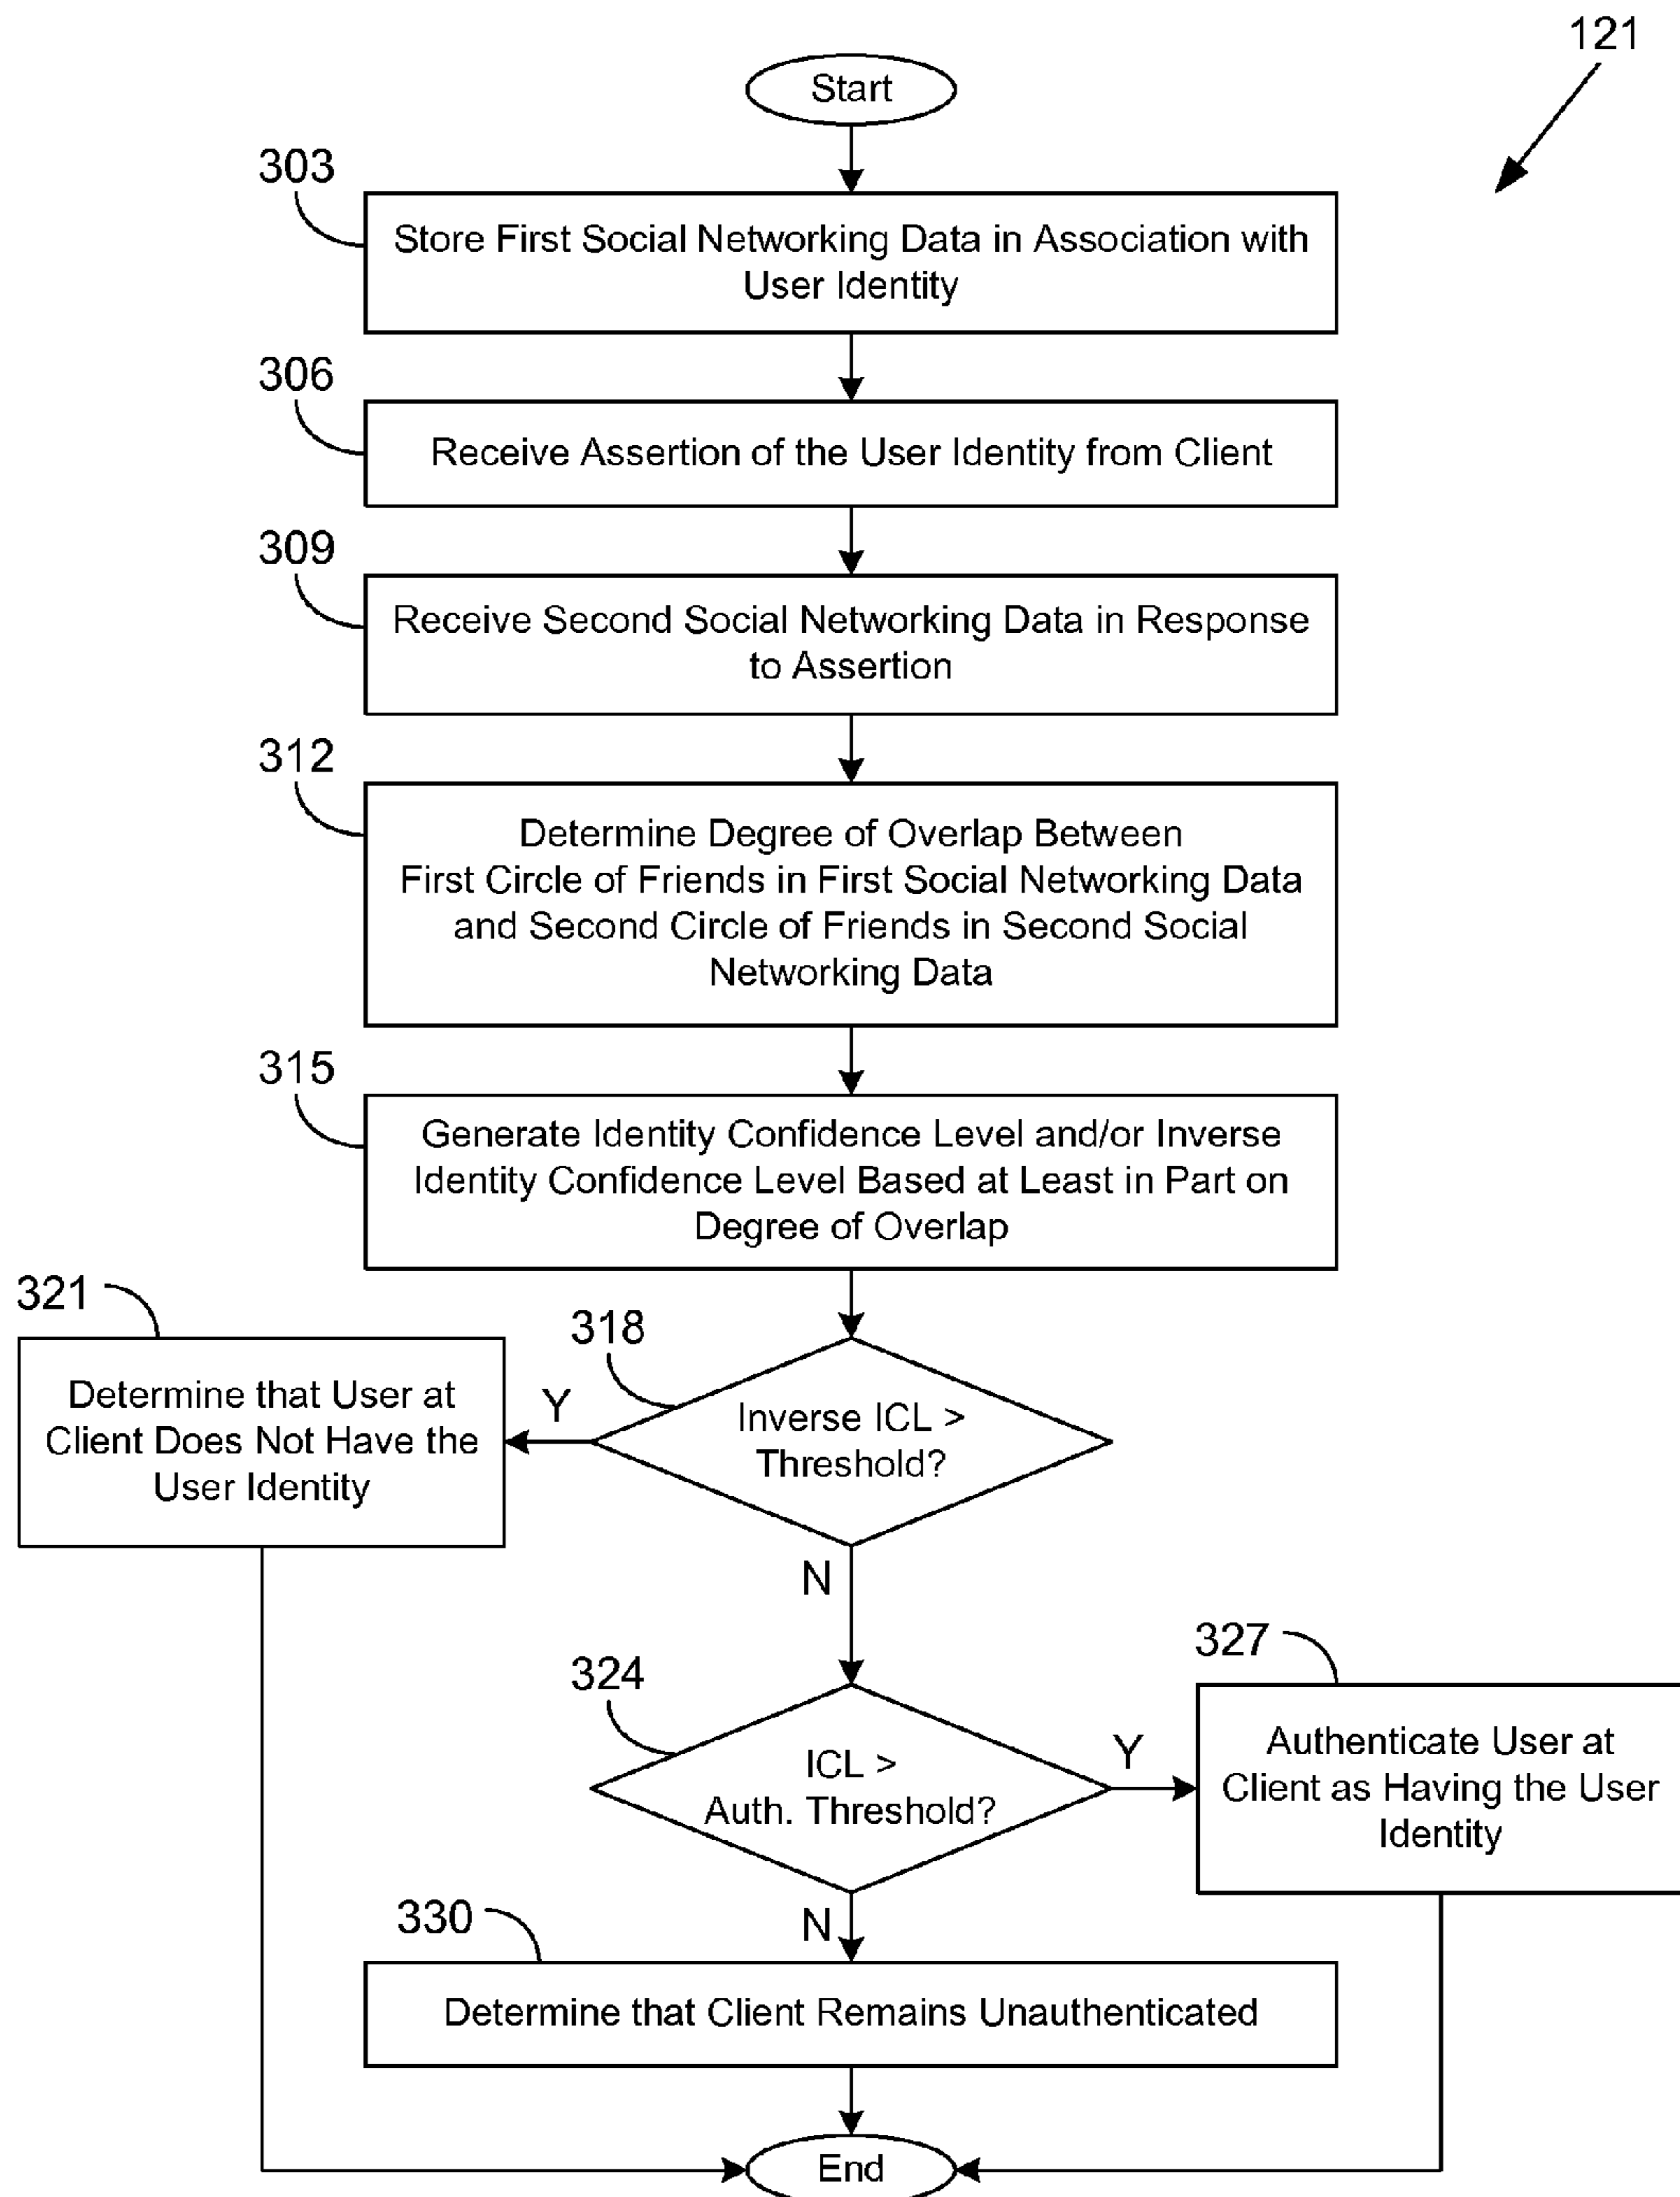 121
Start
303
Store First Social Networking Data in Association with
User Identity
306
Receive Assertion of the User Identity from Client
309
Receive Second Social Networking Data in Response
to Assertion
312
Determine Degree of Overlap Between
First Circle of Friends in First Social Networking Data
and Second Circle of Friends in Second Social
Networking Data
315
Generate Identity Confidence Level and/or Inverse
Identity Confidence Level Based at Least in Part on
Degree of Overlap
321
Determine that User at
Client Does Not Have the
User Identity
Y
318
Inverse ICL >
Threshold?
N
324
ICL >
Auth. Threshold?
Y
327
Authenticate User at
Client as Having the User
Identity
N
330
Determine that Client Remains Unauthenticated
End